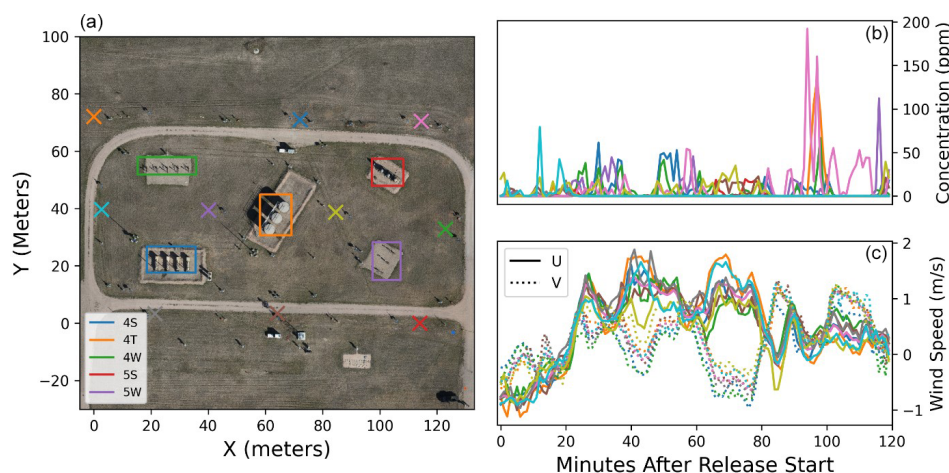 (a)
100
80
60
40
20
0
−20
Y (Meters)
0 20 40 60 80 100 120
X (meters)
4S
4T
4W
5S
5W
(b)
200
150
100
50
0
Concentration (ppm)
(c)
U
V
2
1
0
−1
Wind Speed (m/s)
0 20 40 60 80 100 120
Minutes After Release Start